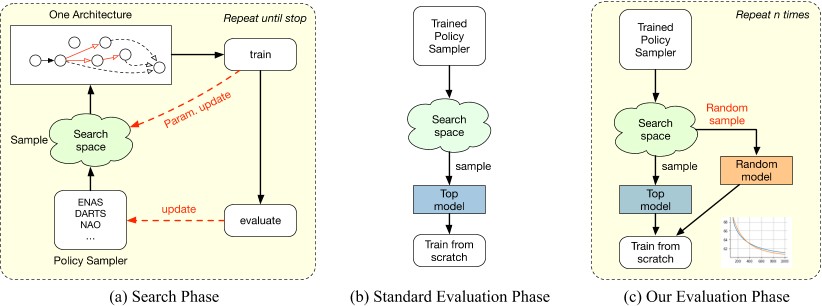 One Architecture
Repeat until stop
train
Param. update
Sample
Search
space
ENAS
DARTS
NAO
...
update
evaluate
Policy Sampler
(a) Search Phase
Trained
Policy
Sampler
Search
space
sample
Top
model
Train from
scratch
(b) Standard Evaluation Phase
Repeat n times
Trained
Policy
Sampler
Search
space
Random
sample
sample
Random
model
Top
model
Train from
scratch
(c) Our Evaluation Phase